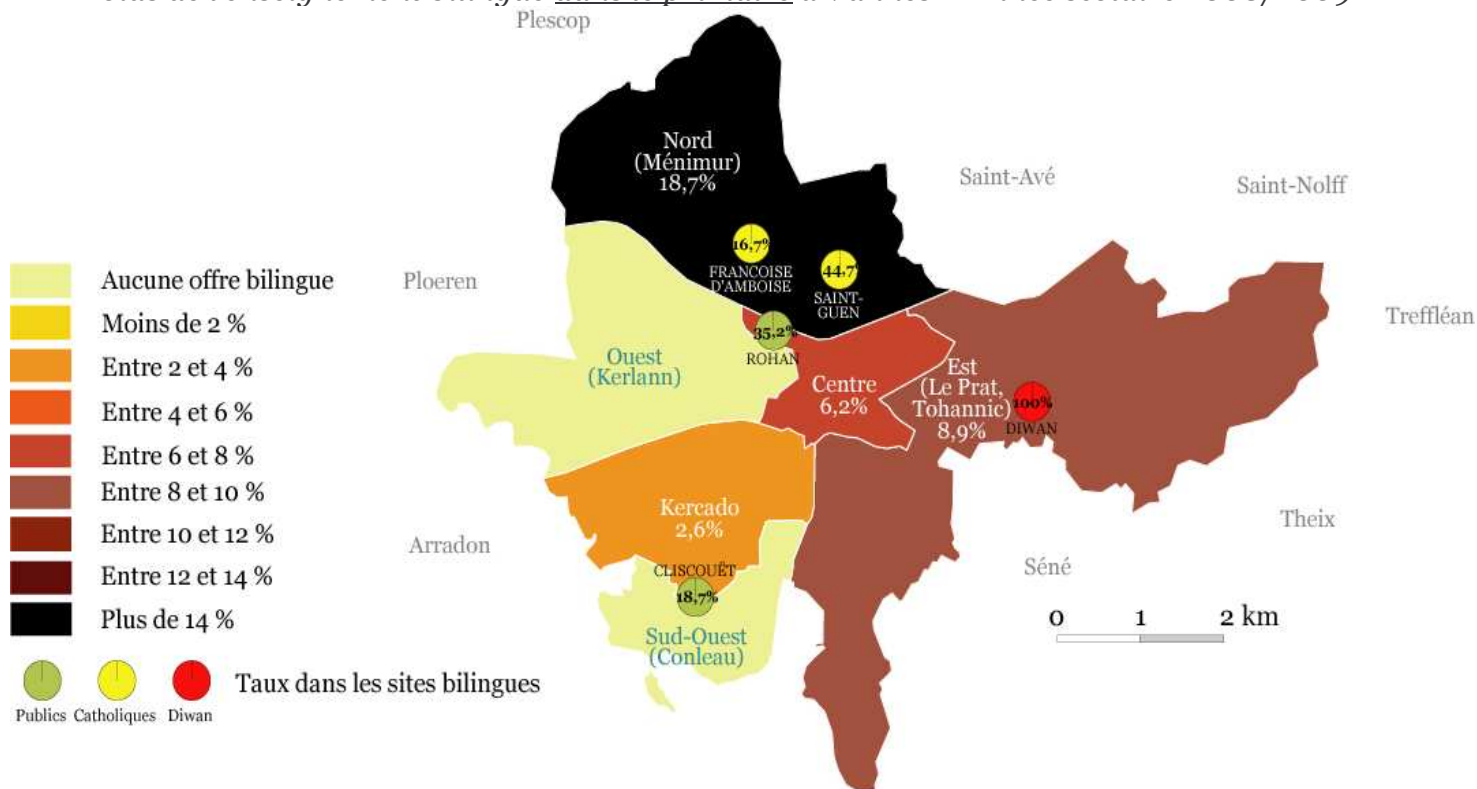 Plescop
Nord
(Ménimur)
18,7%
Saint-Avé
Saint-Nolff
16,7%
FRANCOISE
D'AMBOISE
44,7%
SAINT-
GUEN
Ploeren
Treffléan
35,2%
ROHAN
Ouest
(Kerlann)
Centre
6,2%
Est
(Le Prat,
Tohannic)
8,9%
100%
DIWAN
Kercado
2,6%
Arradon
Theix
Séné
CLISCOUËT
18,7%
Sud-Ouest
(Conleau)
0 1 2 km
Aucune offre bilingue
Moins de 2 %
Entre 2 et 4 %
Entre 4 et 6 %
Entre 6 et 8 %
Entre 8 et 10 %
Entre 10 et 12 %
Entre 12 et 14 %
Plus de 14 %
Taux dans les sites bilingues
Publics Catholiques Diwan